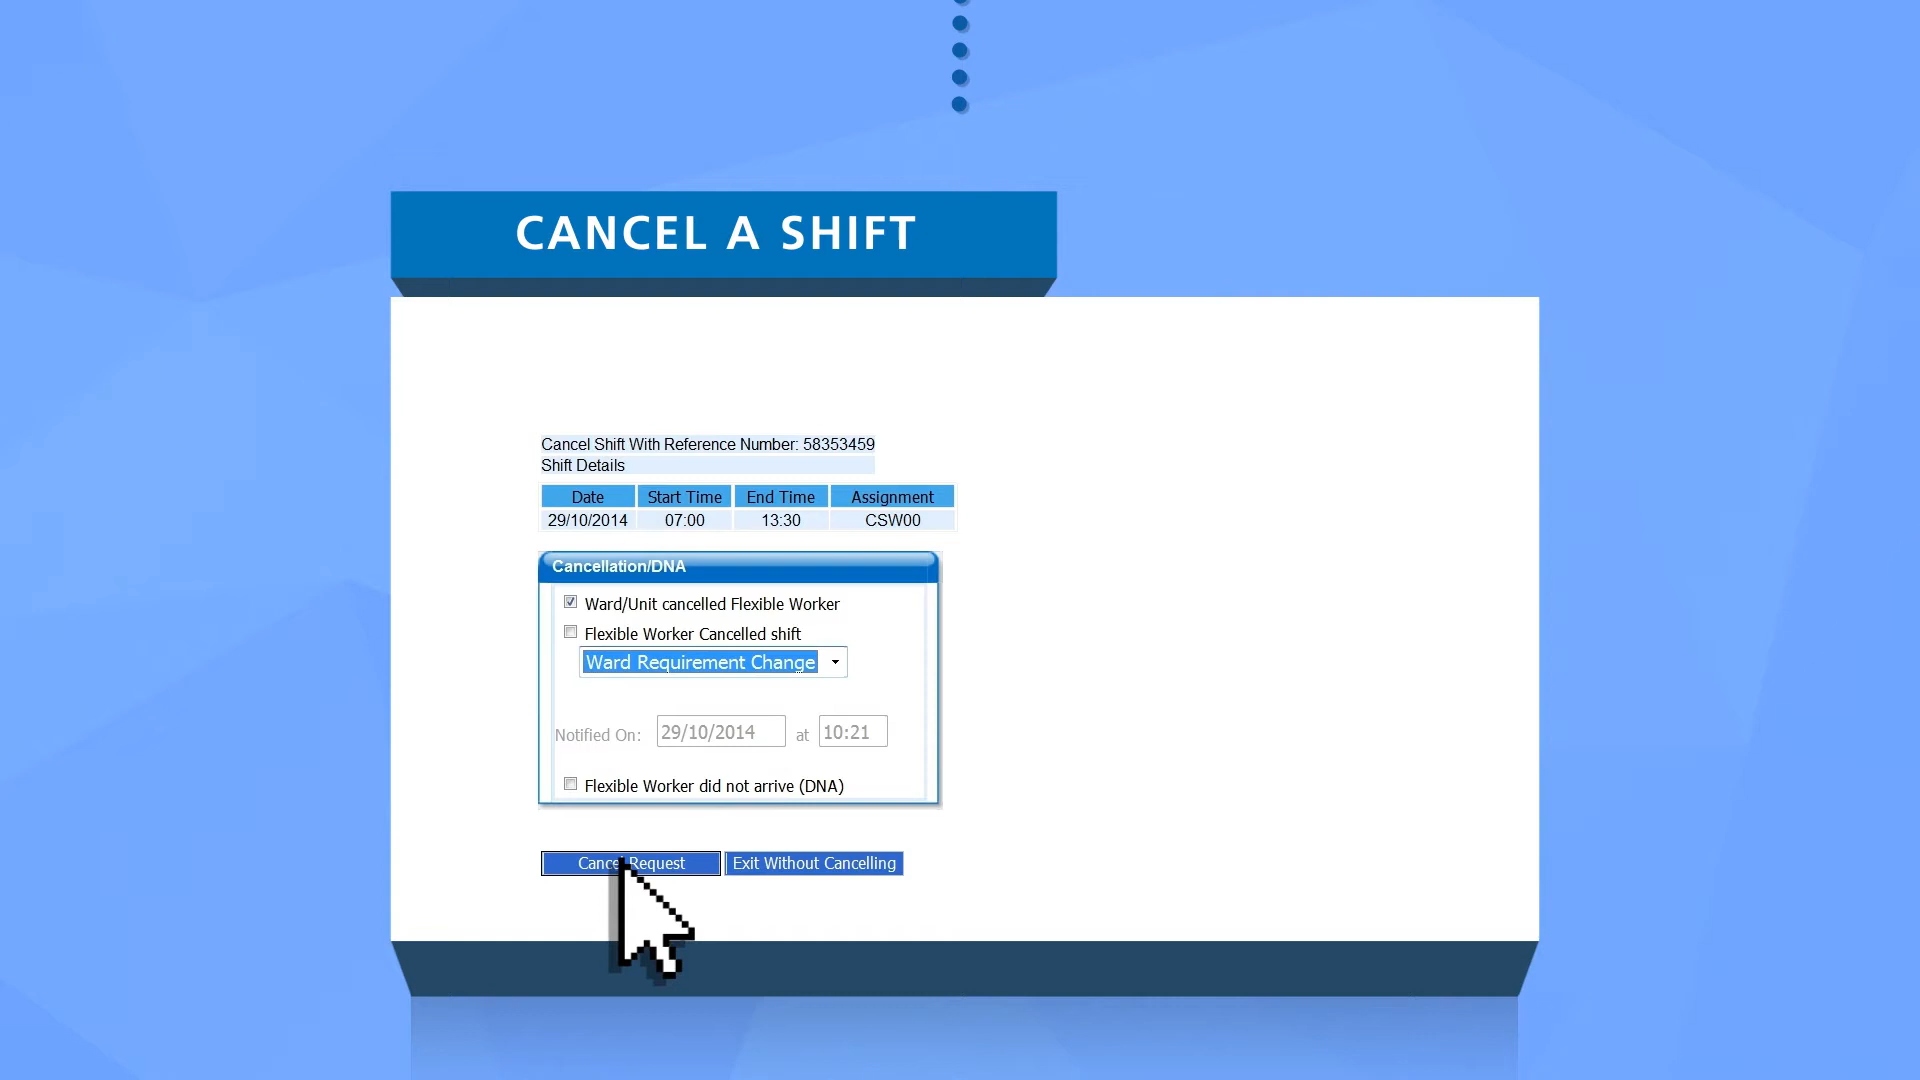 CANCEL A SHIFT
Cancel Shift With Reference Number: 58353459
Shift Details
Date Start Time End Time Assignment
29/10/2014 07:00 13:30 CSW00
Cancellation/DNA
Ward/Unit cancelled Flexible Worker
Flexible Worker Cancelled shift
Ward Requirement Change
Notified On: 29/10/2014 at 10:21
Flexible Worker did not arrive (DNA)
Cancel Request Exit Without Cancelling